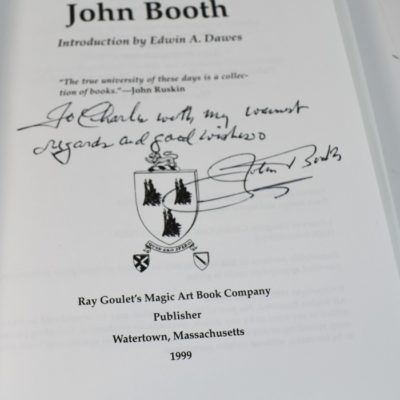 John Booth
Introduction by Edwin A. Dawes
"The true university of these days is a collec-
tion of books."—John Ruskin
To Charlie with my warmest
regards and good wishes
John Booth
Ray Goulet's Magic Art Book Company
Publisher
Watertown, Massachusetts
1999